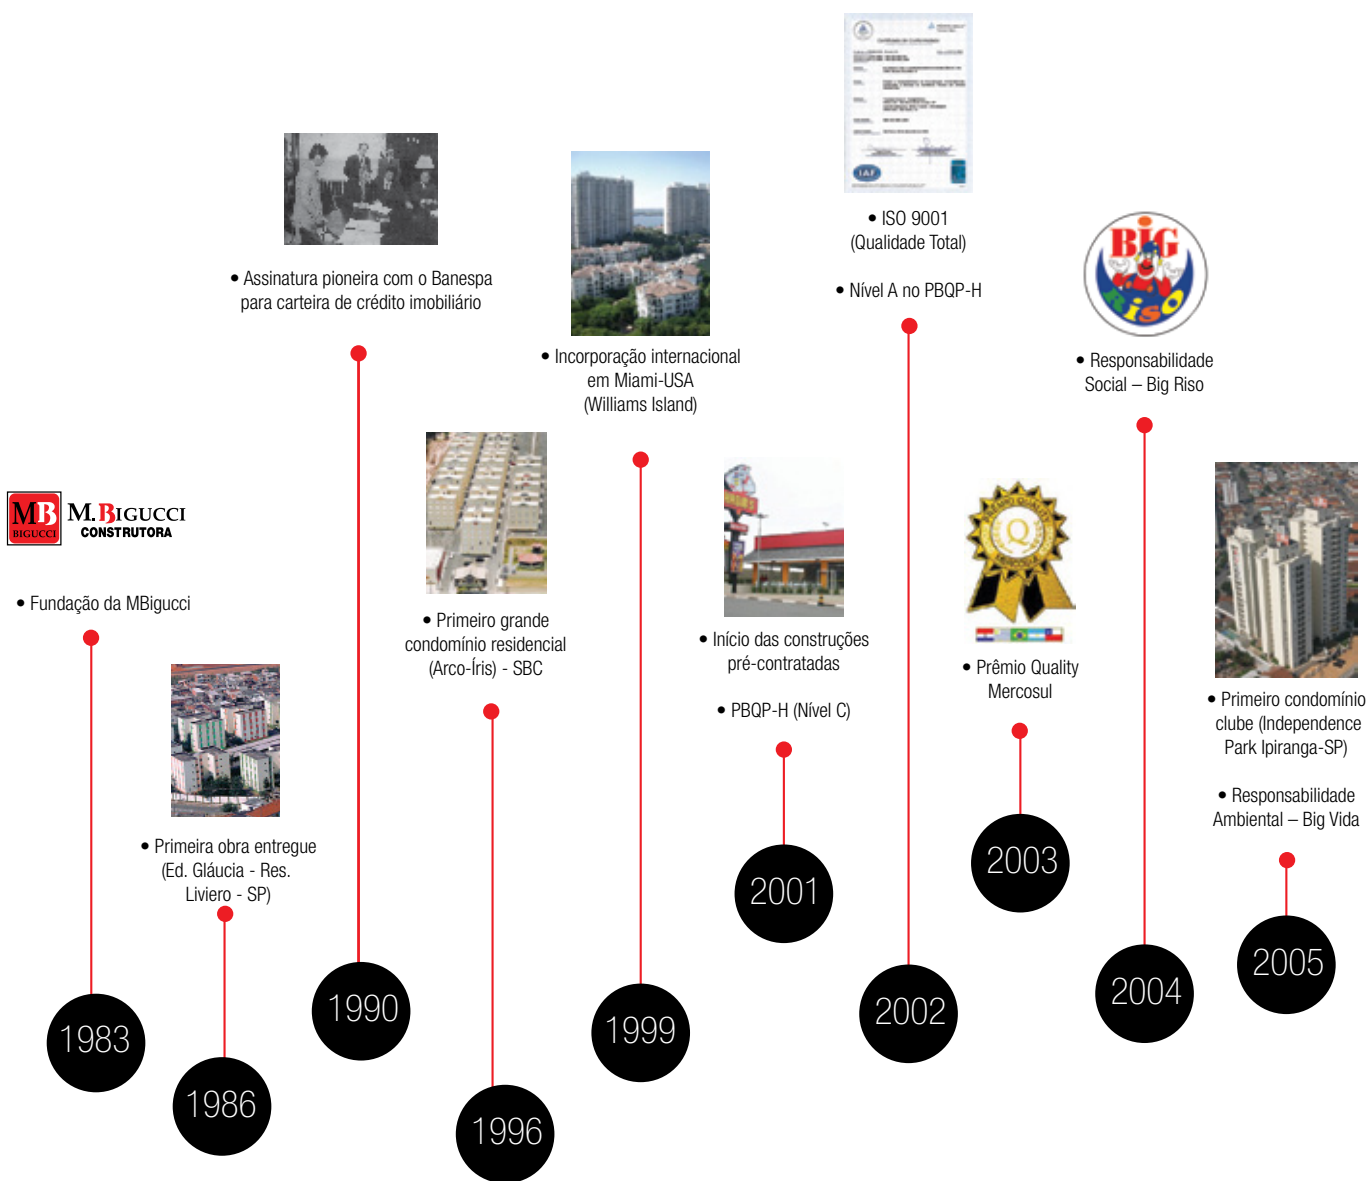 MB
BIGUCCI
M. BIGUCCI
CONSTRUTORA
• Fundação da MBigucci
1983
• Primeira obra entregue
(Ed. Gláucia - Res.
Liviero - SP)
1986
• Assinatura pioneira com o Banespa
para carteira de crédito imobiliário
1990
• Primeiro grande
condomínio residencial
(Arco-Íris) - SBC
1996
• Incorporação internacional
em Miami-USA
(Williams Island)
1999
• Início das construções
pré-contratadas
• PBQP-H (Nível C)
2001
IAF
• ISO 9001
(Qualidade Total)
• Nível A no PBQP-H
2002
PRÊMIO QUALITY
Q
MERCOSUL
• Prêmio Quality
Mercosul
2003
BIG
RISO
• Responsabilidade
Social – Big Riso
2004
• Primeiro condomínio
clube (Independence
Park Ipiranga-SP)
• Responsabilidade
Ambiental – Big Vida
2005